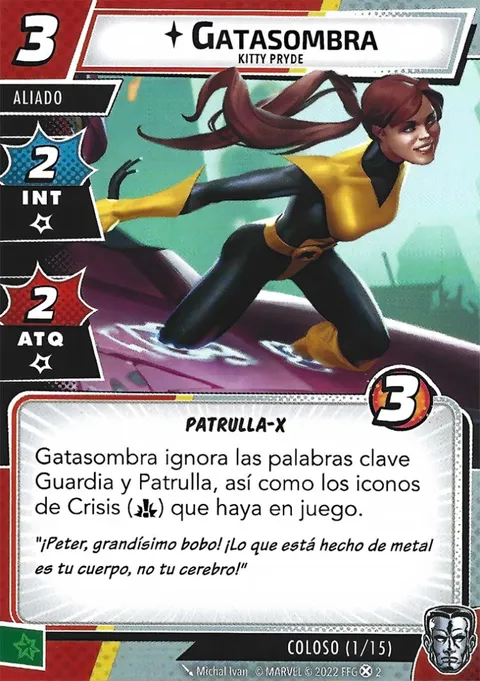 3
GATASOMBRA
KITTY PRYDE
ALIADO
2
INT
2
ATQ
3
PATRULLA-X
Gatasombra ignora las palabras clave
Guardia y Patrulla, así como los iconos
de Crisis ( ) que haya en juego.
"¡Peter, grandísimo bobo! ¡Lo que está hecho de metal
es tu cuerpo, no tu cerebro!"
COLOSO (1/15)
Michal Ivan © MARVEL © 2022 FFG 2